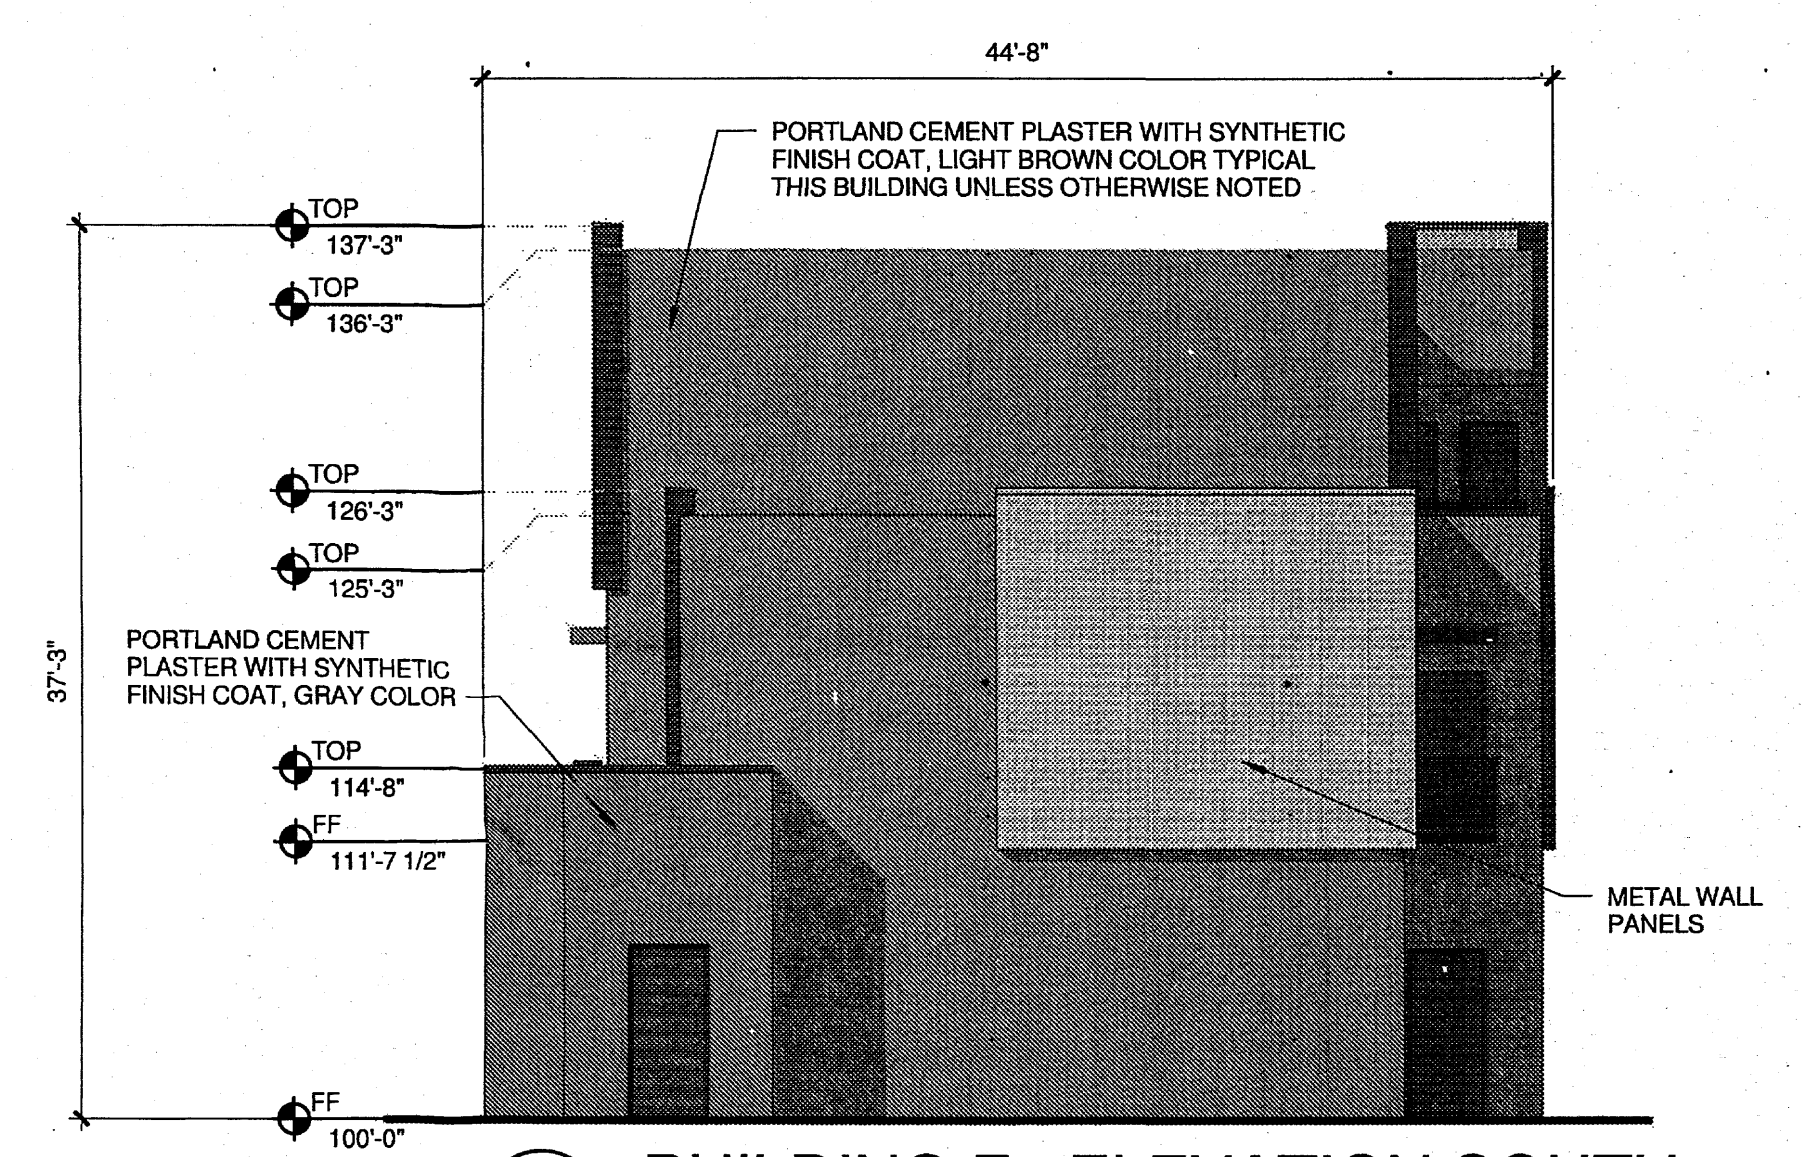 44'-8"
PORTLAND CEMENT PLASTER WITH SYNTHETIC
FINISH COAT, LIGHT BROWN COLOR TYPICAL
THIS BUILDING UNLESS OTHERWISE NOTED
TOP
137'-3"
TOP
136'-3"
TOP
126'-3"
TOP
125'-3"
37'-3"
PORTLAND CEMENT
PLASTER WITH SYNTHETIC
FINISH COAT, GRAY COLOR
TOP
114'-8"
FF
111'-7 1/2"
METAL WALL
PANELS
FF
100'-0"